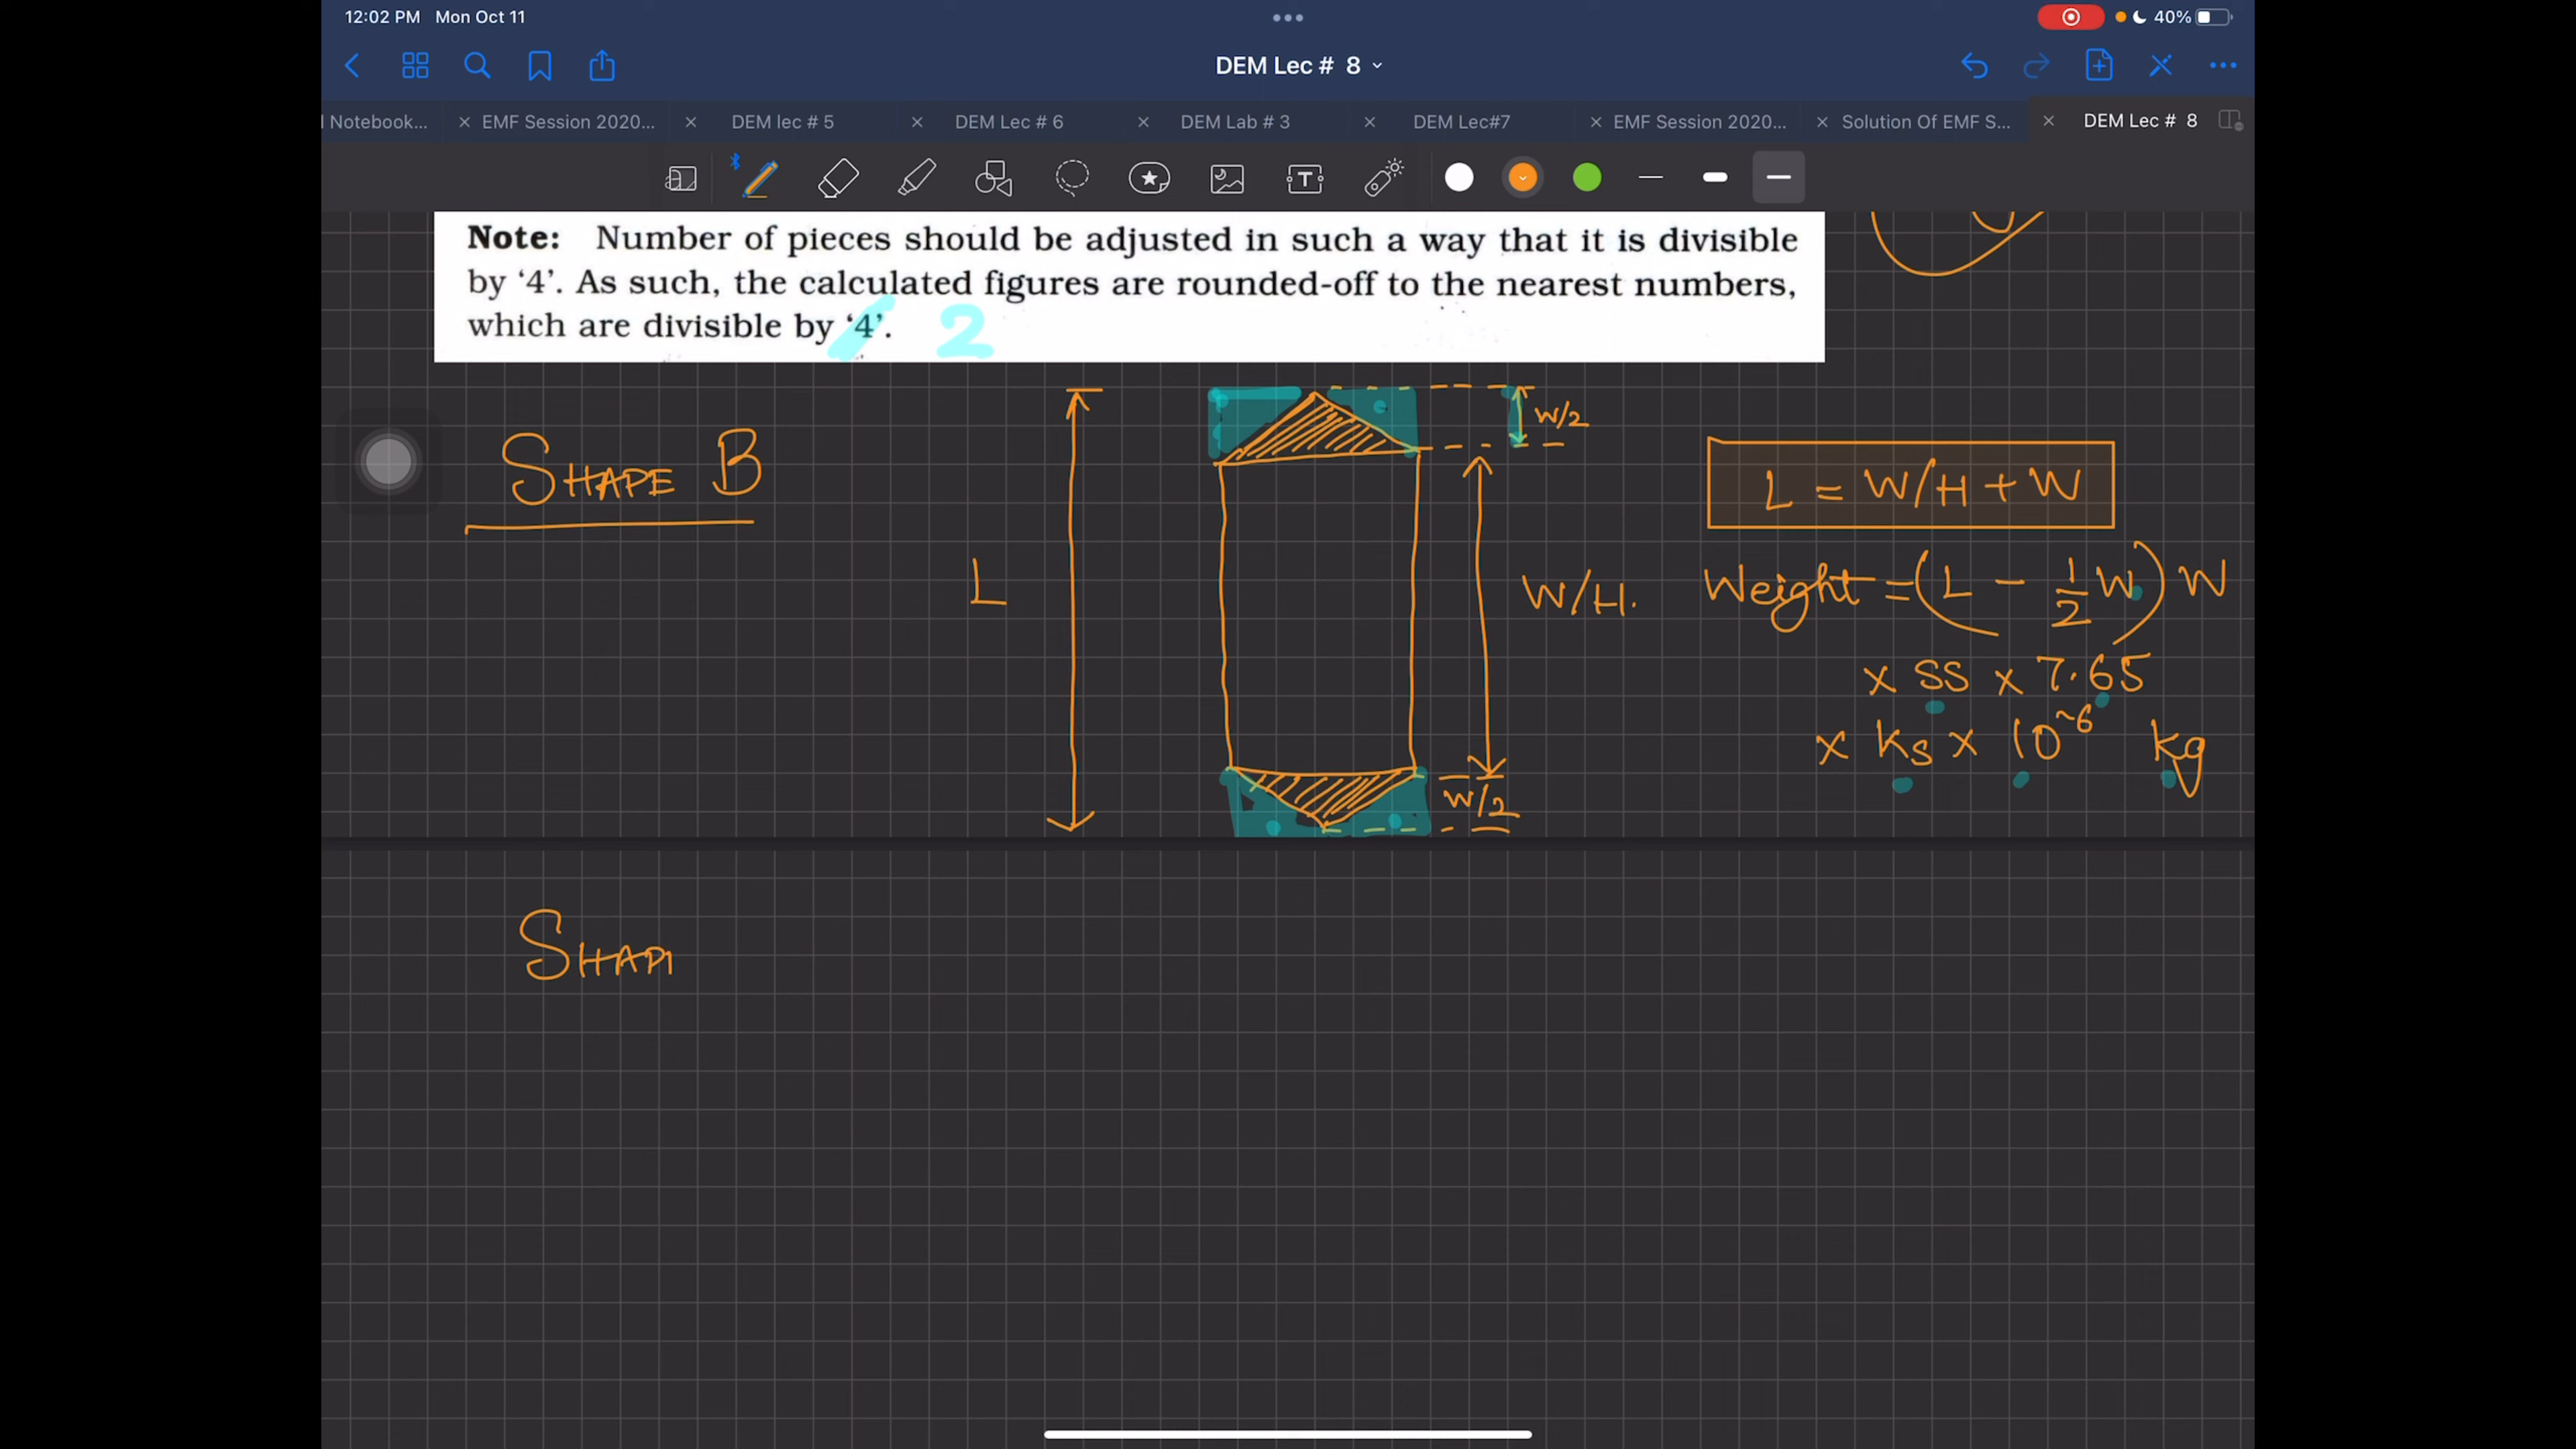 12:02 PM Mon Oct 11
40%
DEM Lec # 8
l Notebook...
EMF Session 2020...
DEM lec # 5
DEM Lec # 6
DEM Lab # 3
DEM Lec#7
EMF Session 2020...
Solution Of EMF S...
DEM Lec # 8
Note: Number of pieces should be adjusted in such a way that it is divisible
by ‘4’. As such, the calculated figures are rounded-off to the nearest numbers,
which are divisible by ‘4’. 2
SHAPE B
W/2
L = W/H + W
L
W/H.
Weight = (L - 1/2 W) W
x SS x 7.65
x Ks x 10^-6 kg
W/2
SHAP